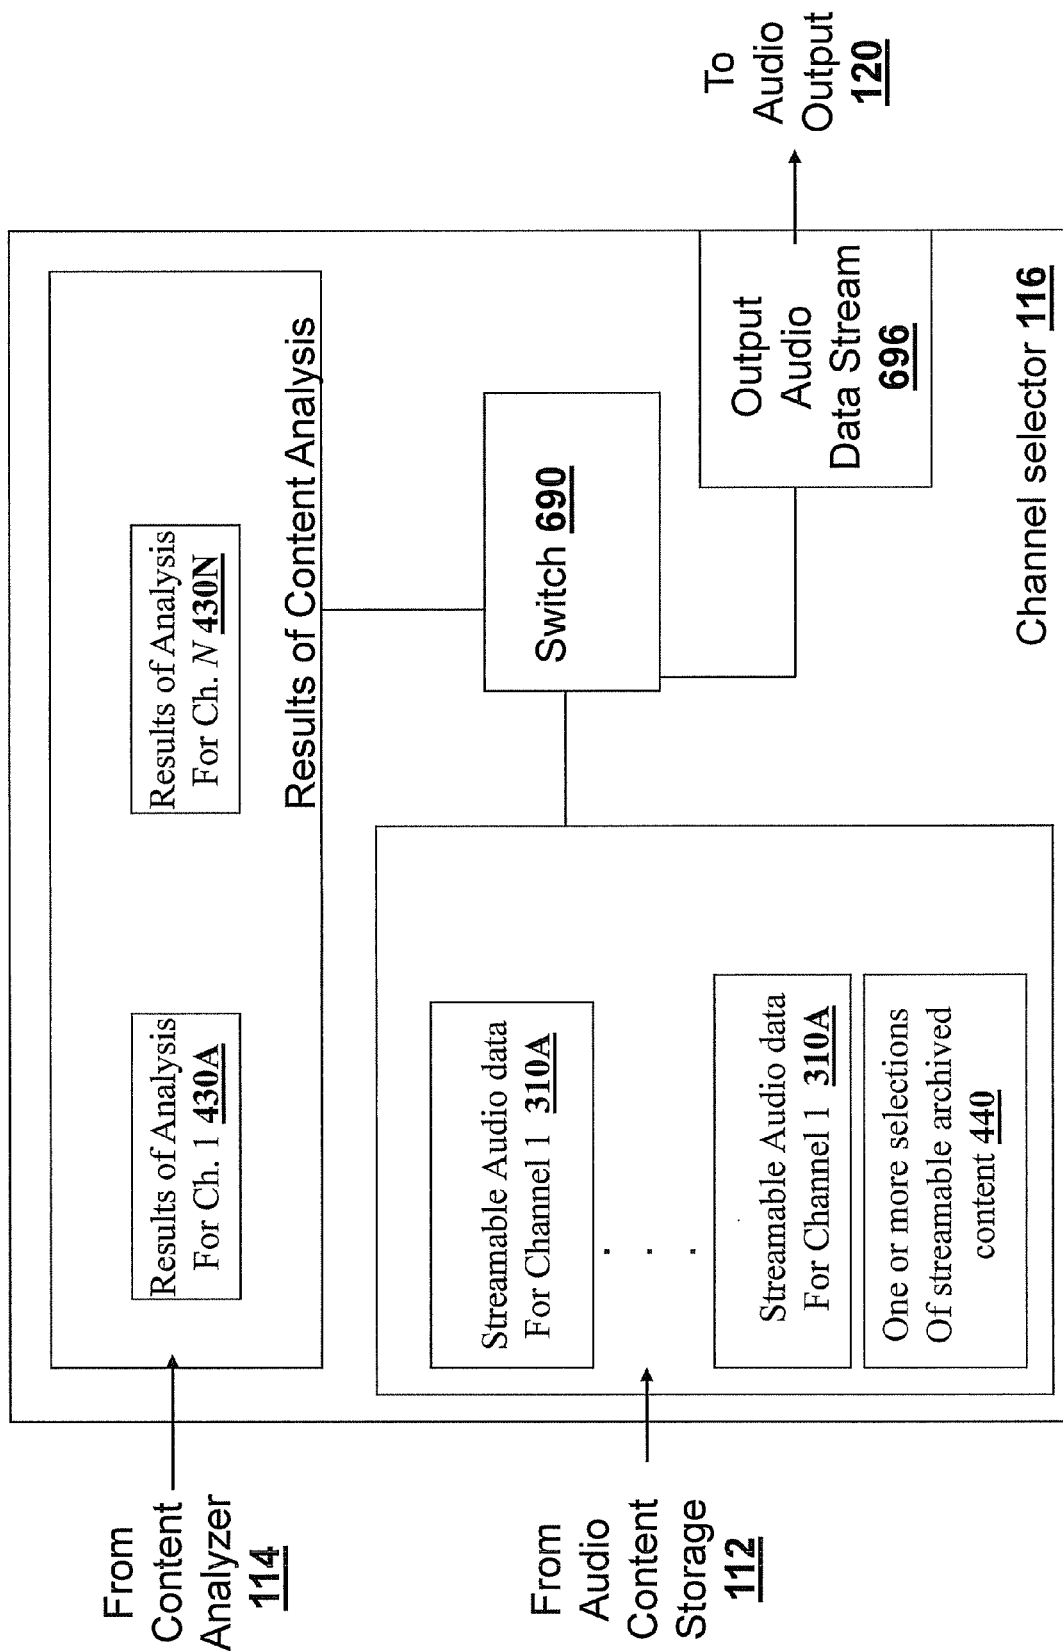 From
Content
Analyzer
114
Results of Analysis
For Ch. 1 430A
Results of Analysis
For Ch. N 430N
Results of Content Analysis
From
Audio
Content
Storage
112
Streamable Audio data
For Channel 1 310A
. . .
Streamable Audio data
For Channel 1 310A
One or more selections
Of streamable archived
content 440
Switch 690
Output
Audio
Data Stream
696
To
Audio
Output
120
Channel selector 116